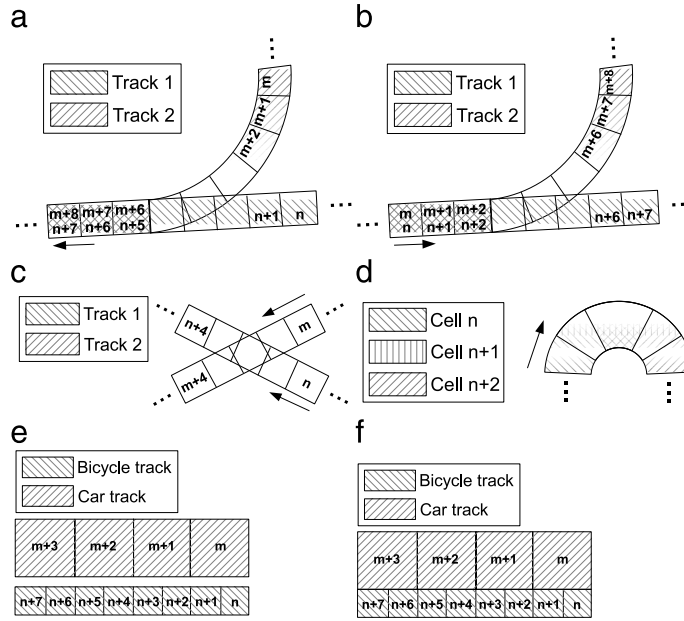 a
Track 1
Track 2
m
m+1
m+2
m+8 m+7 m+6
n+7 n+6 n+5
n+1 n
b
Track 1
Track 2
m+8
m+7
m+6
m m+1 m+2
n n+1 n+2
n+6 n+7
c
Track 1
Track 2
n+4 m
m+4 n
d
Cell n
Cell n+1
Cell n+2
e
Bicycle track
Car track
m+3 m+2 m+1 m
n+7 n+6 n+5 n+4 n+3 n+2 n+1 n
f
Bicycle track
Car track
m+3 m+2 m+1 m
n+7 n+6 n+5 n+4 n+3 n+2 n+1 n